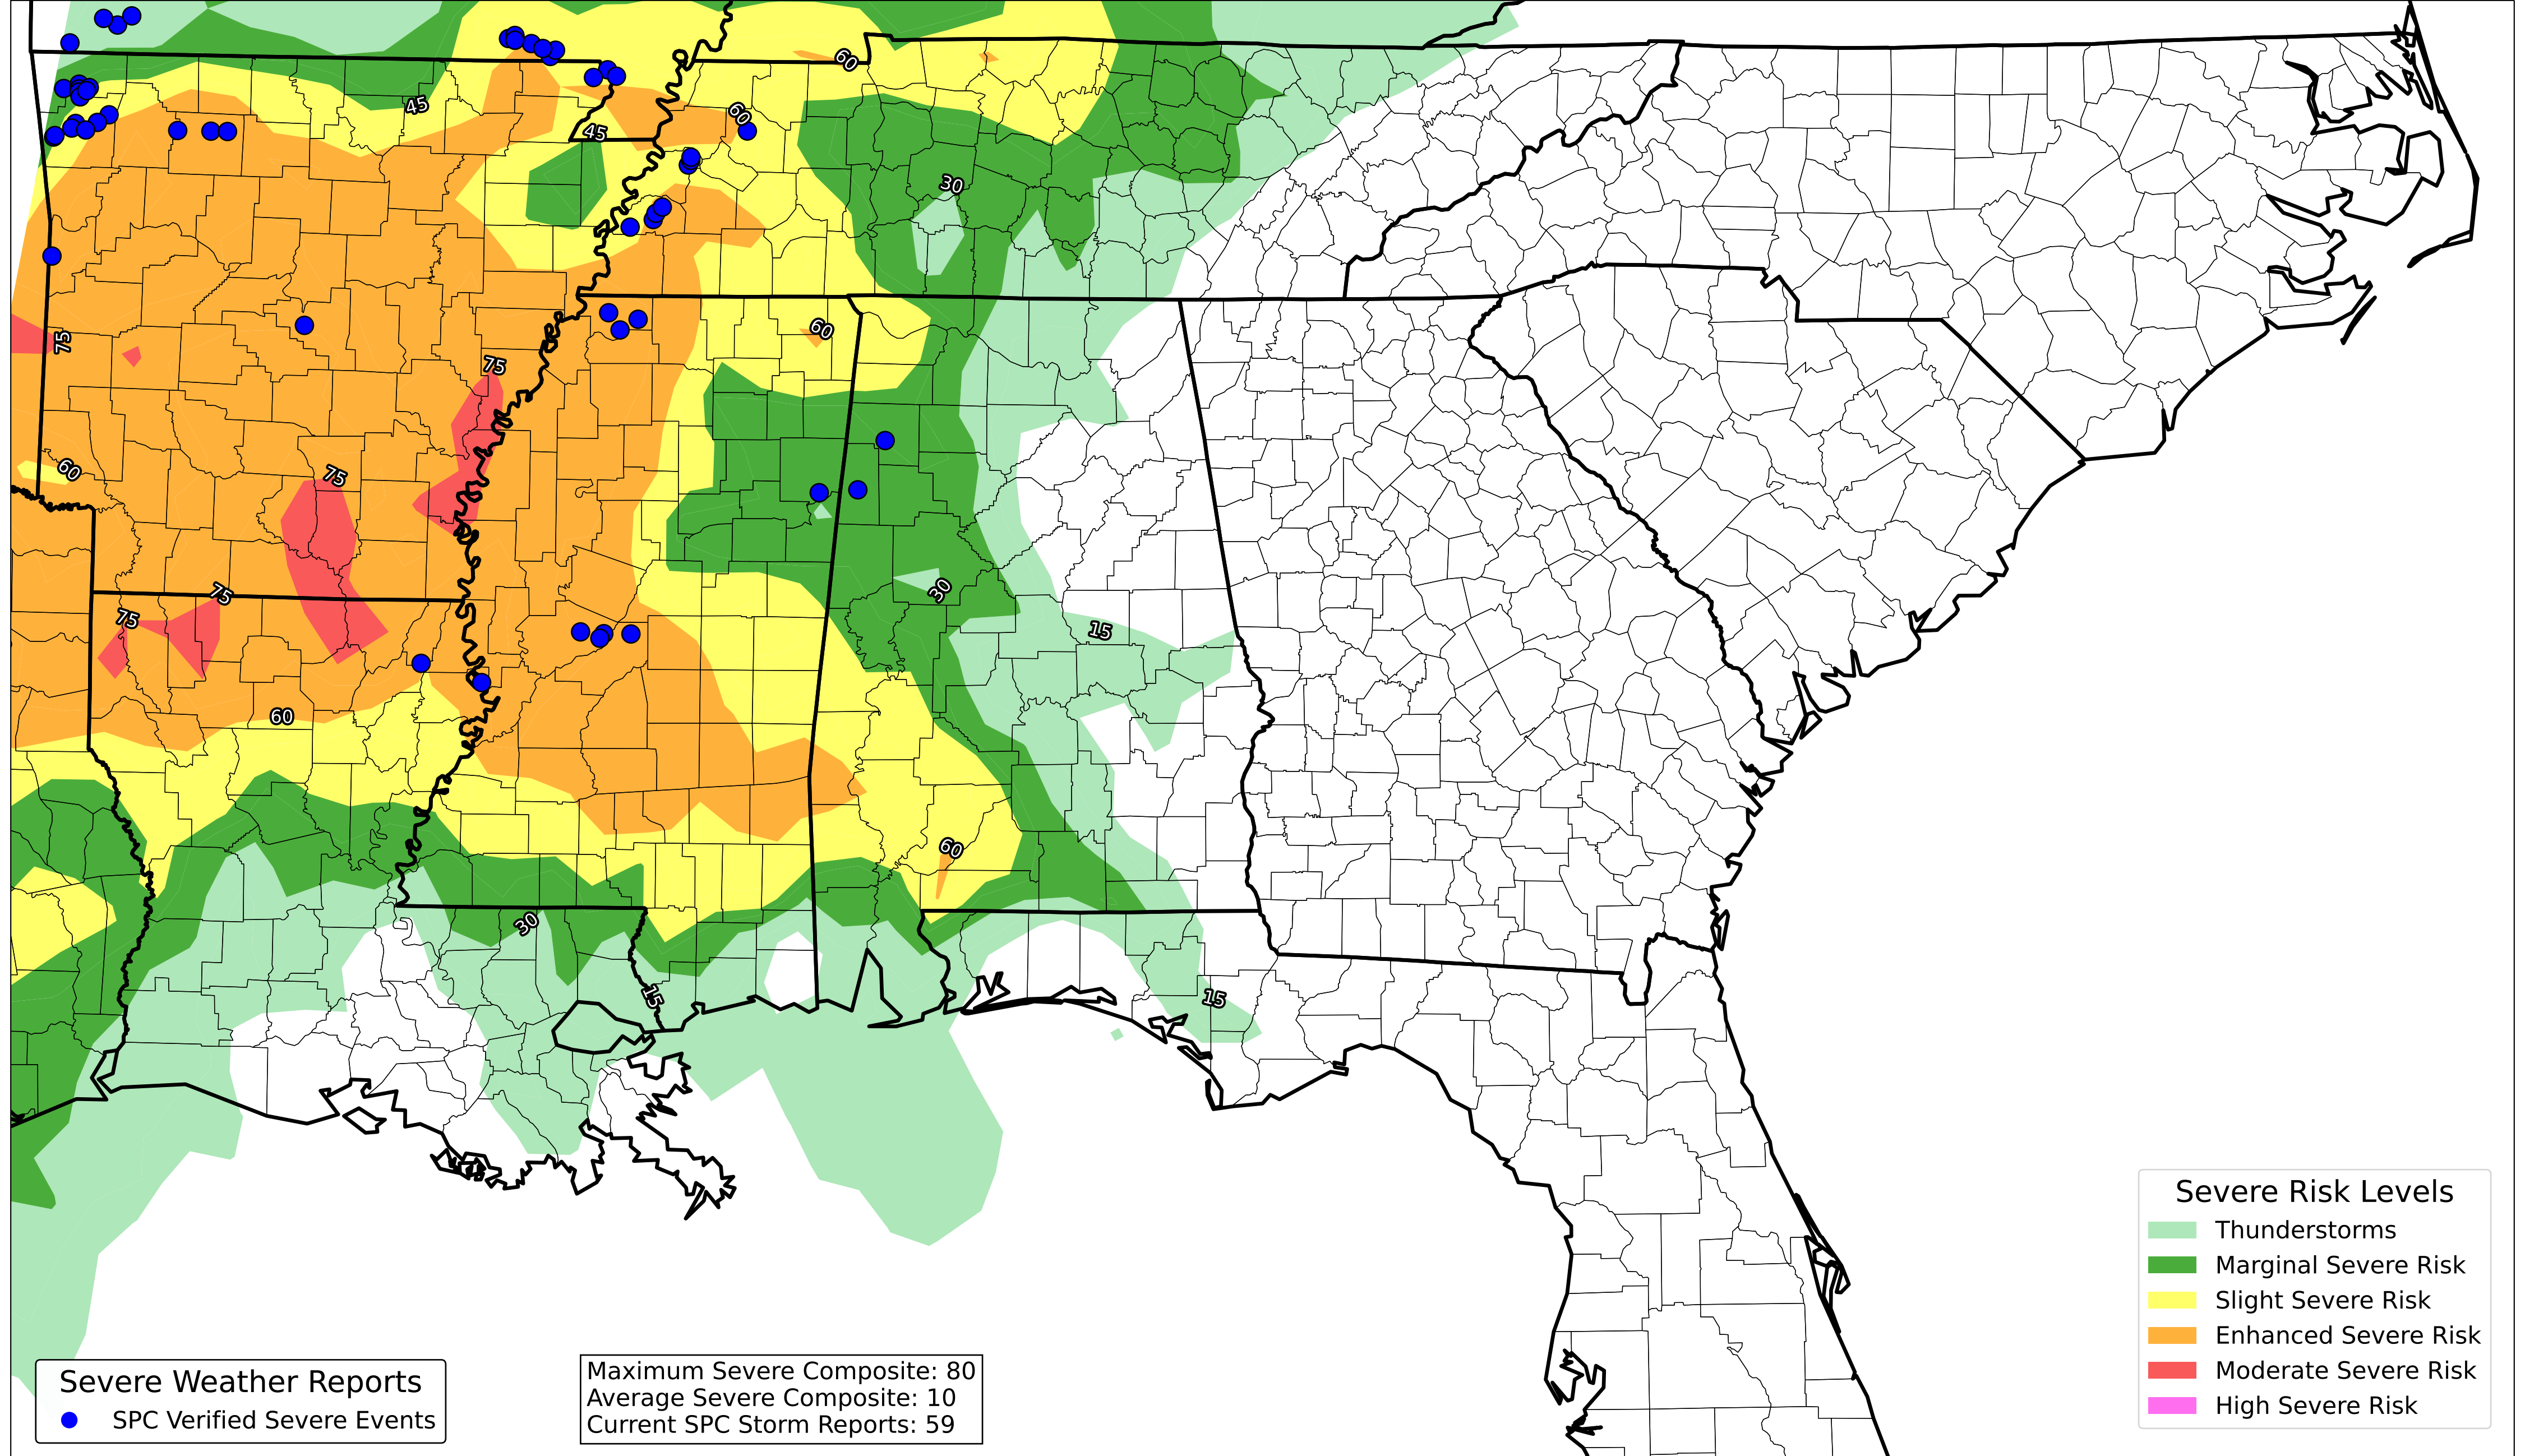 60
45
60
45
30
60
75
75
60
75
75
75
30
15
60
60
30
15
15
Severe Risk Levels
Thunderstorms
Marginal Severe Risk
Slight Severe Risk
Enhanced Severe Risk
Moderate Severe Risk
High Severe Risk
Severe Weather Reports
SPC Verified Severe Events
Maximum Severe Composite: 80
Average Severe Composite: 10
Current SPC Storm Reports: 59